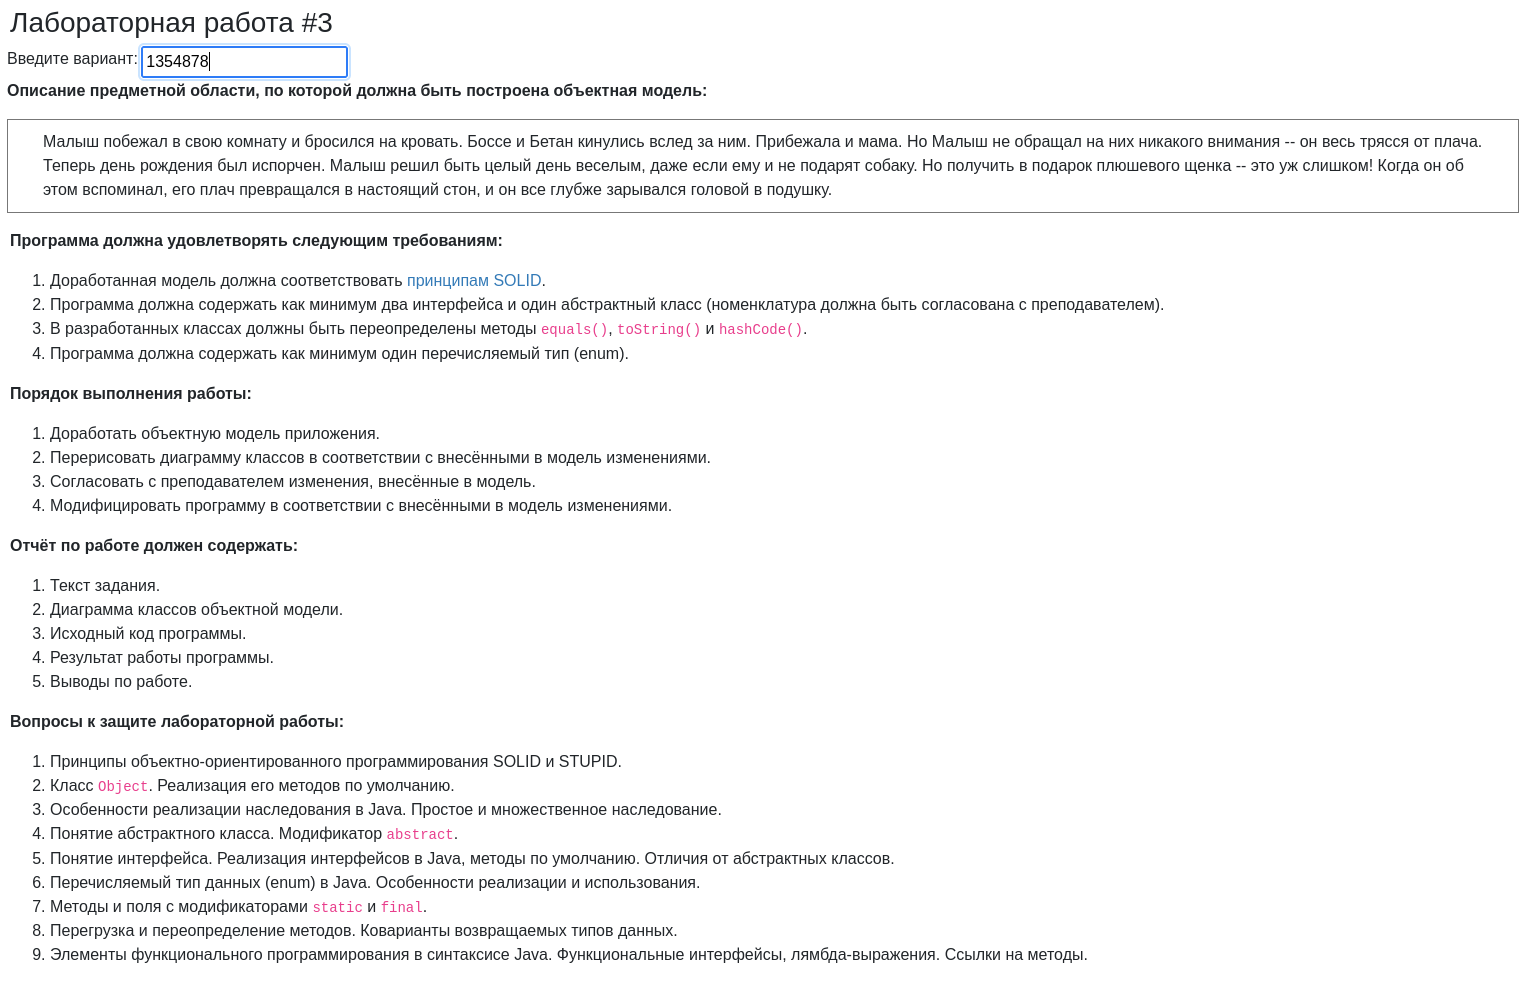 Лабораторная работа #3
Введите вариант: 1354878
Описание предметной области, по которой должна быть построена объектная модель:
Малыш побежал в свою комнату и бросился на кровать. Боссе и Бетан кинулись вслед за ним. Прибежала и мама. Но Малыш не обращал на них никакого внимания -- он весь трясся от плача.
Теперь день рождения был испорчен. Малыш решил быть целый день веселым, даже если ему и не подарят собаку. Но получить в подарок плюшевого щенка -- это уж слишком! Когда он об
этом вспоминал, его плач превращался в настоящий стон, и он все глубже зарывался головой в подушку.
Программа должна удовлетворять следующим требованиям:
1. Доработанная модель должна соответствовать принципам SOLID.
2. Программа должна содержать как минимум два интерфейса и один абстрактный класс (номенклатура должна быть согласована с преподавателем).
3. В разработанных классах должны быть переопределены методы equals(), toString() и hashCode().
4. Программа должна содержать как минимум один перечисляемый тип (enum).
Порядок выполнения работы:
1. Доработать объектную модель приложения.
2. Перерисовать диаграмму классов в соответствии с внесёнными в модель изменениями.
3. Согласовать с преподавателем изменения, внесённые в модель.
4. Модифицировать программу в соответствии с внесёнными в модель изменениями.
Отчёт по работе должен содержать:
1. Текст задания.
2. Диаграмма классов объектной модели.
3. Исходный код программы.
4. Результат работы программы.
5. Выводы по работе.
Вопросы к защите лабораторной работы:
1. Принципы объектно-ориентированного программирования SOLID и STUPID.
2. Класс Object. Реализация его методов по умолчанию.
3. Особенности реализации наследования в Java. Простое и множественное наследование.
4. Понятие абстрактного класса. Модификатор abstract.
5. Понятие интерфейса. Реализация интерфейсов в Java, методы по умолчанию. Отличия от абстрактных классов.
6. Перечисляемый тип данных (enum) в Java. Особенности реализации и использования.
7. Методы и поля с модификаторами static и final.
8. Перегрузка и переопределение методов. Коварианты возвращаемых типов данных.
9. Элементы функционального программирования в синтаксисе Java. Функциональные интерфейсы, лямбда-выражения. Ссылки на методы.